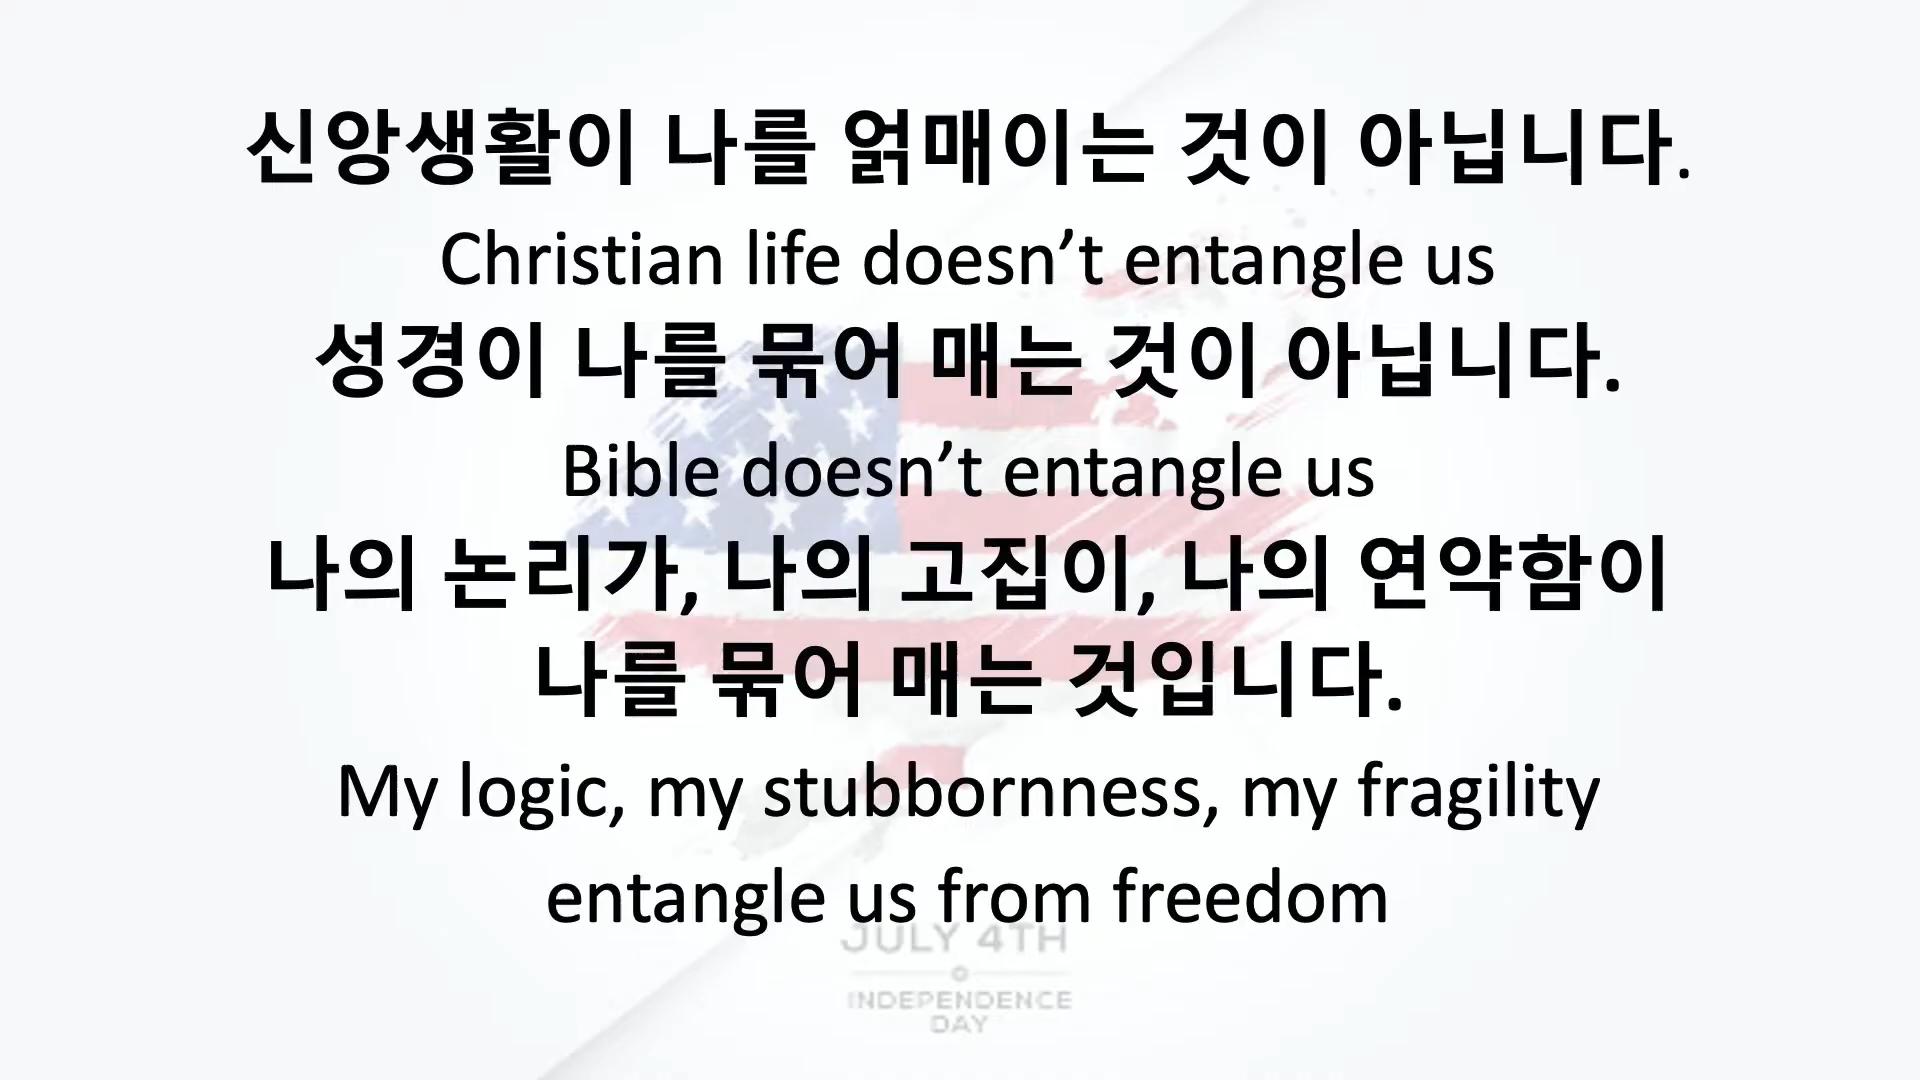 신앙생활이 나를 얽매이는 것이 아닙니다.
Christian life doesn’t entangle us
성경이 나를 묶어 매는 것이 아닙니다.
Bible doesn’t entangle us
나의 논리가, 나의 고집이, 나의 연약함이
나를 묶어 매는 것입니다.
My logic, my stubbornness, my fragility
entangle us from freedom
JULY 4TH
INDEPENDENCE
DAY